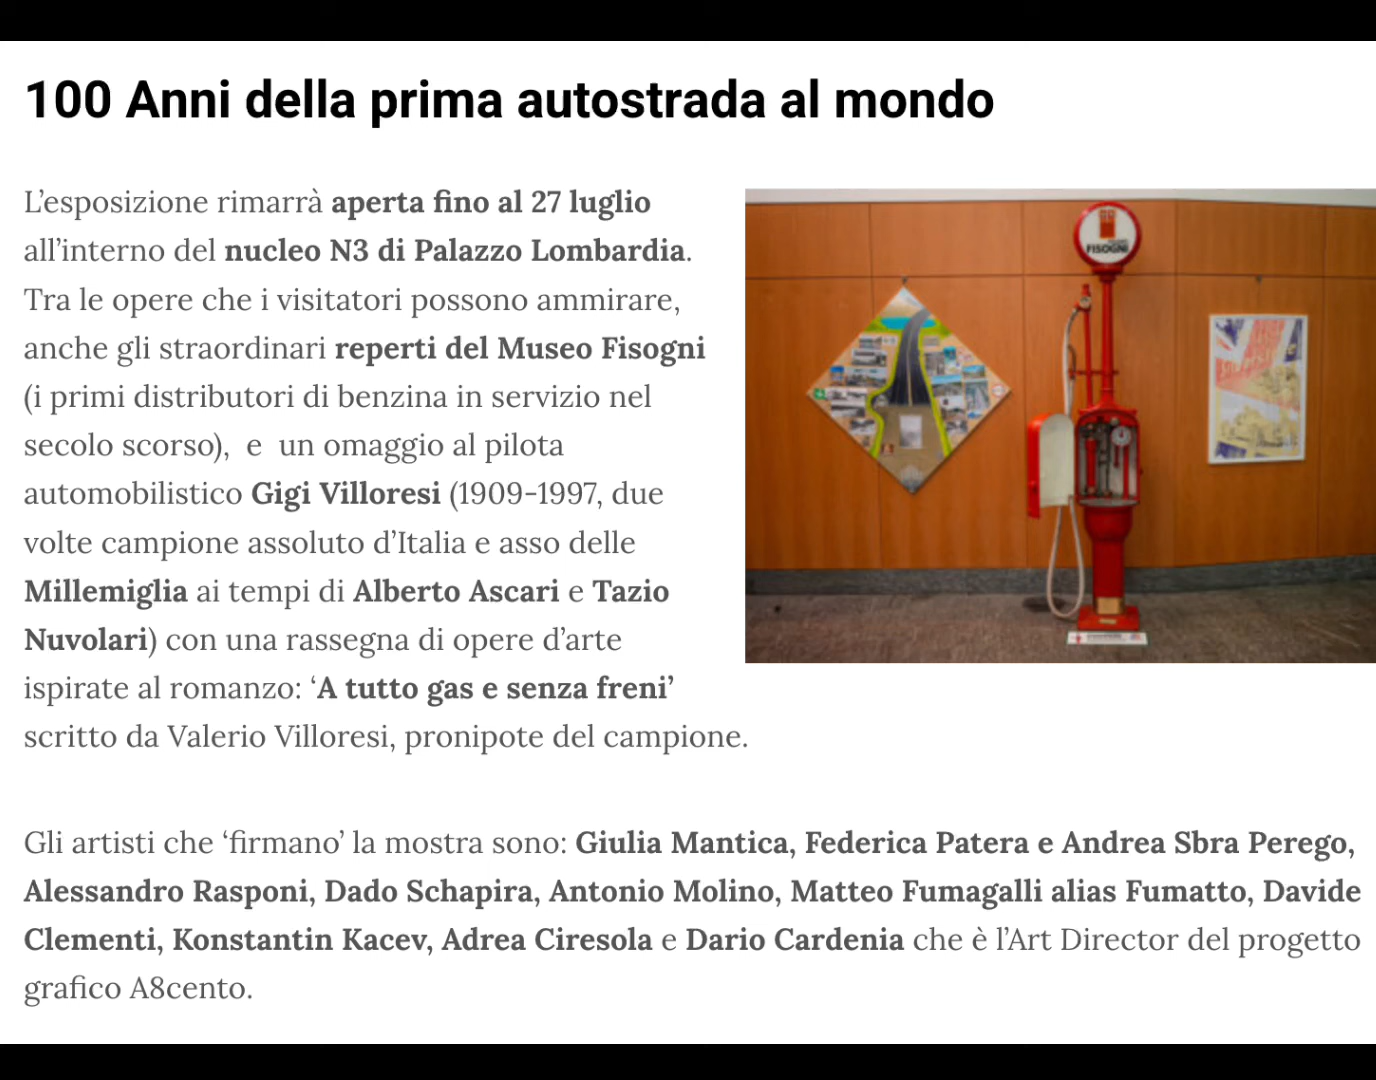 100 Anni della prima autostrada al mondo
L’esposizione rimarrà aperta fino al 27 luglio
all’interno del nucleo N3 di Palazzo Lombardia.
Tra le opere che i visitatori possono ammirare,
anche gli straordinari reperti del Museo Fisogni
(i primi distributori di benzina in servizio nel
secolo scorso),  e  un omaggio al pilota
automobilistico Gigi Villoresi (1909-1997, due
volte campione assoluto d’Italia e asso delle
Millemiglia ai tempi di Alberto Ascari e Tazio
Nuvolari) con una rassegna di opere d’arte
ispirate al romanzo: ‘A tutto gas e senza freni’
scritto da Valerio Villoresi, pronipote del campione.
FISOGNI
Gli artisti che ‘firmano’ la mostra sono: Giulia Mantica, Federica Patera e Andrea Sbra Perego,
Alessandro Rasponi, Dado Schapira, Antonio Molino, Matteo Fumagalli alias Fumatto, Davide
Clementi, Konstantin Kacev, Adrea Ciresola e Dario Cardenia che è l’Art Director del progetto
grafico A8cento.